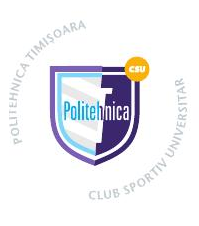 POLITEHNICA TIMISOARA
CSU
Politehnica
CLUB SPORTIV UNIVERSITAR